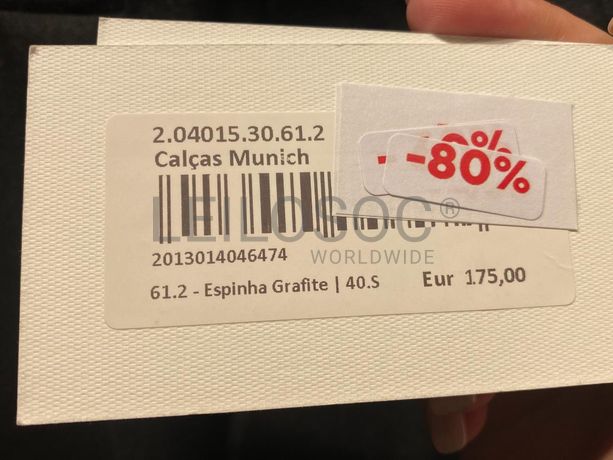 2.04015.30.61.2
Calças Munich
-80%
LEILOSOC®
WORLDWIDE
2013014046474
61.2 - Espinha Grafite | 40.S
Eur 175,00